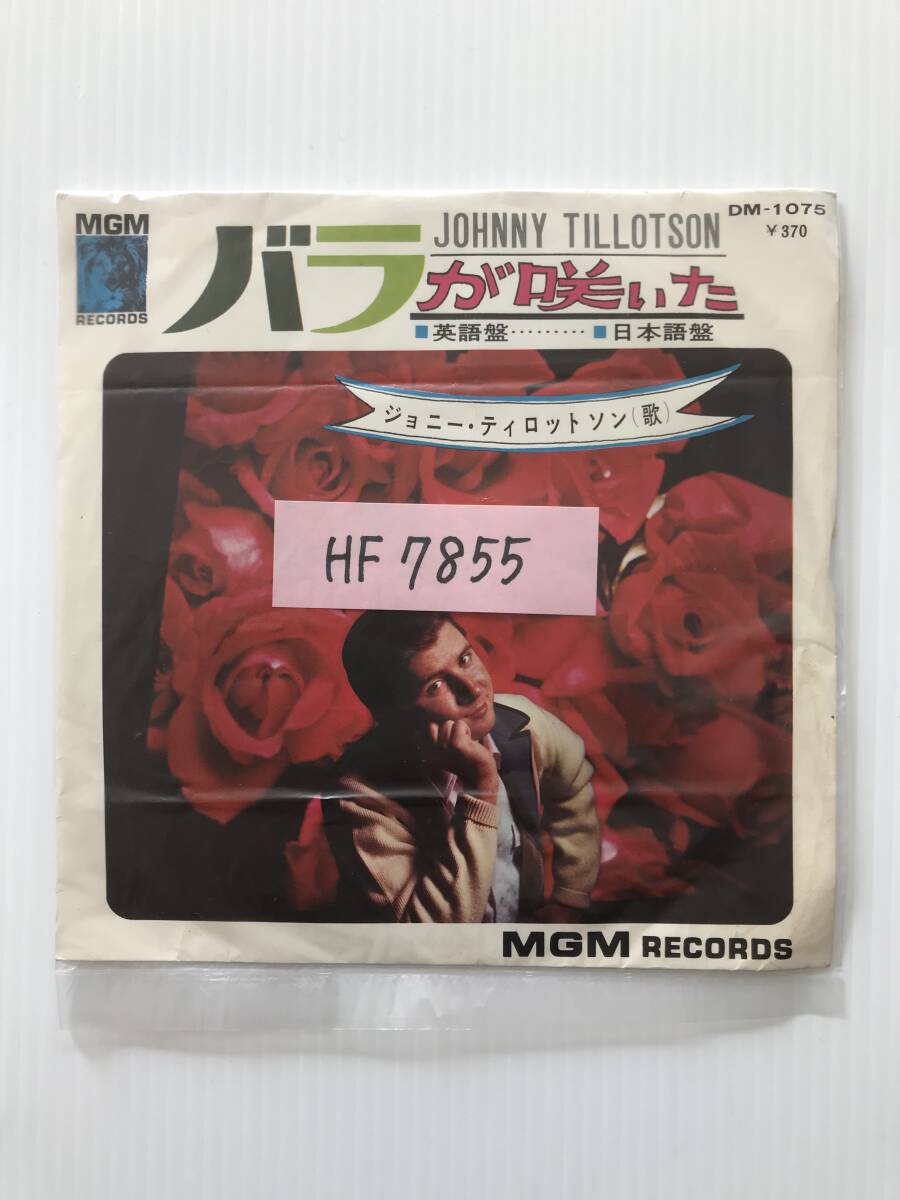 MGM
RECORDS
DM-1075
¥370
JOHNNY TILLOTSON
バラが咲いた
■英語盤………■日本語盤
ジョニー・ティロットソン(歌)
HF 7855
MGM RECORDS